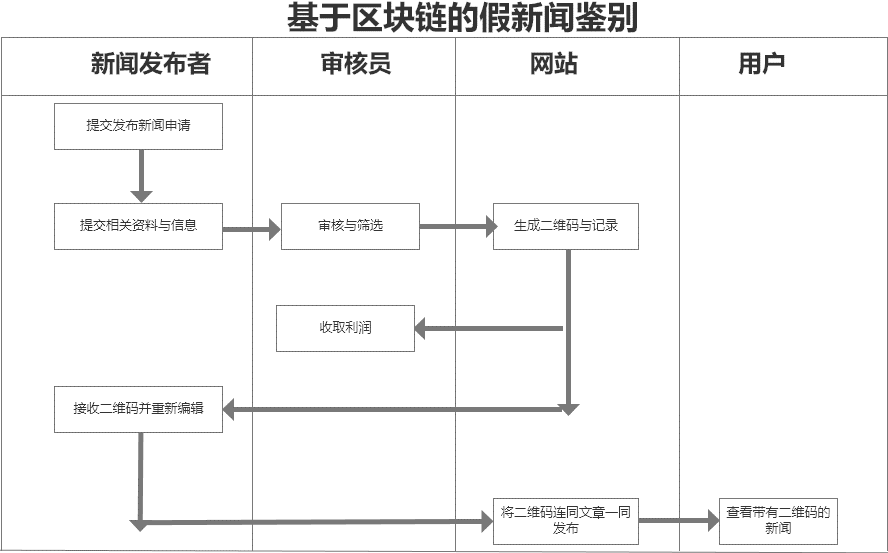 基于区块链的假新闻鉴别
新闻发布者
审核员
网站
用户
提交发布新闻申请
提交相关资料与信息
审核与筛选
生成二维码与记录
收取利润
接收二维码并重新编辑
将二维码连同文章一同
发布
查看带有二维码的
新闻